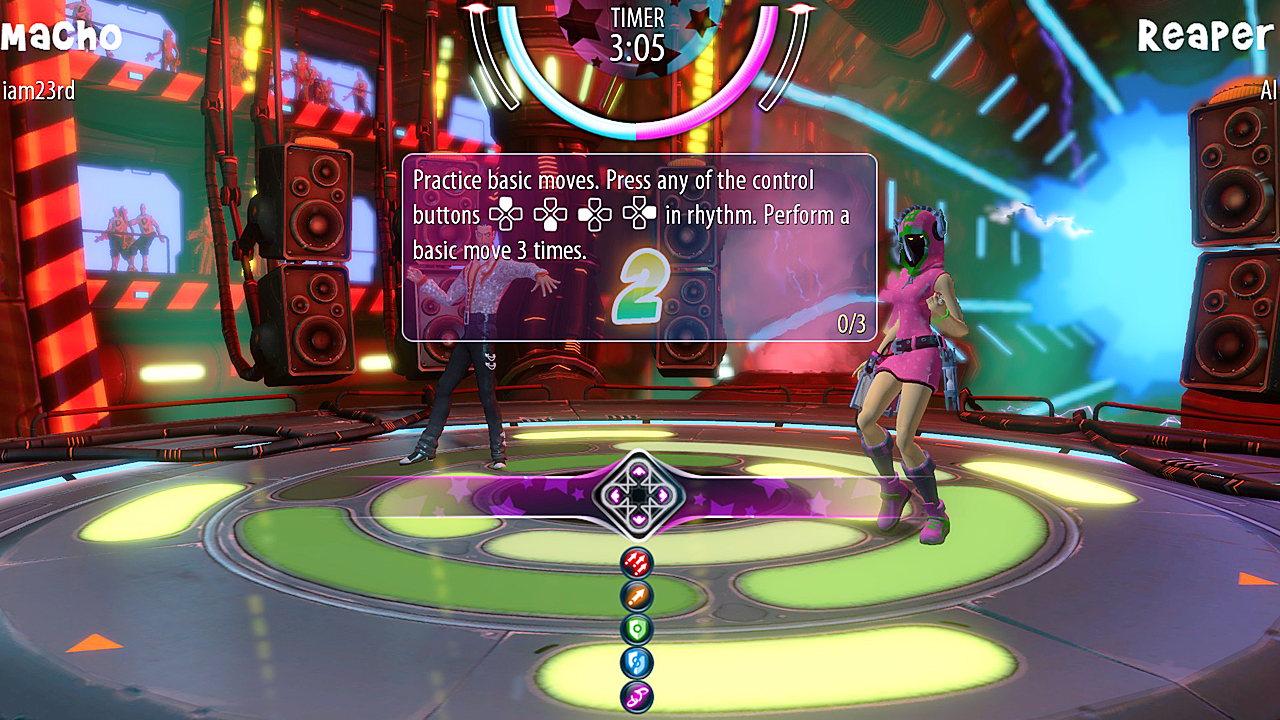 Macho
iam23rd
TIMER
3:05
Reaper
AI
Practice basic moves. Press any of the control
buttons in rhythm. Perform a
basic move 3 times.
2
0/3